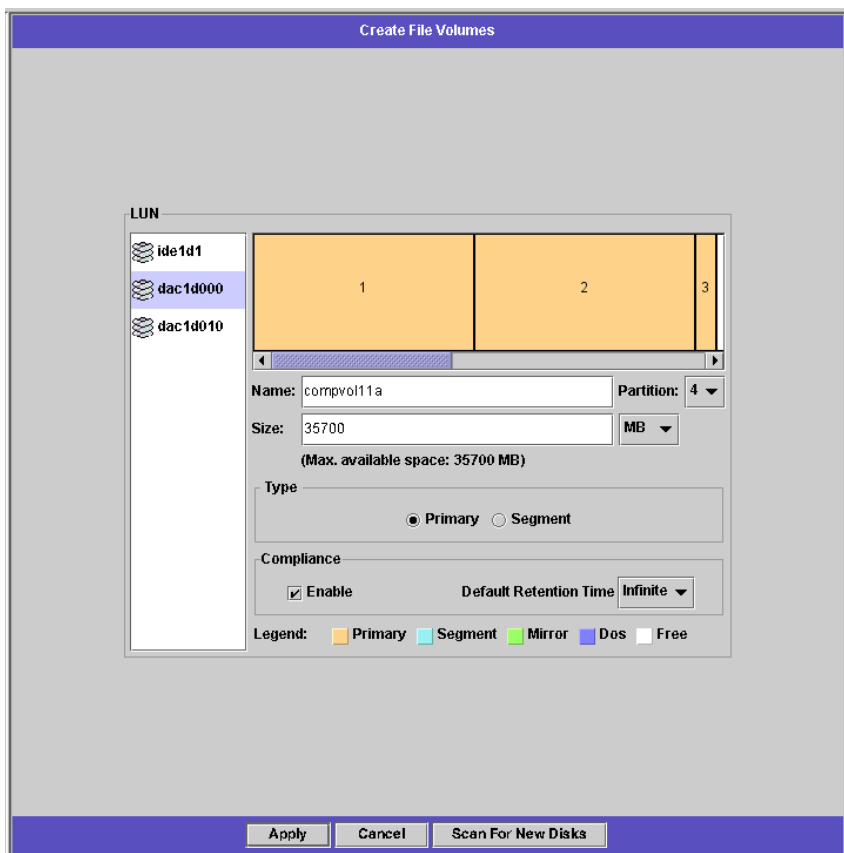 Create File Volumes
LUN
ide1d1
dac1d000
dac1d010
1 2 3
Name: compvol11a Partition: 4
Size: 35700 MB
(Max. available space: 35700 MB)
Type
Primary Segment
Compliance
Enable Default Retention Time Infinite
Legend: Primary Segment Mirror Dos Free
Apply Cancel Scan For New Disks